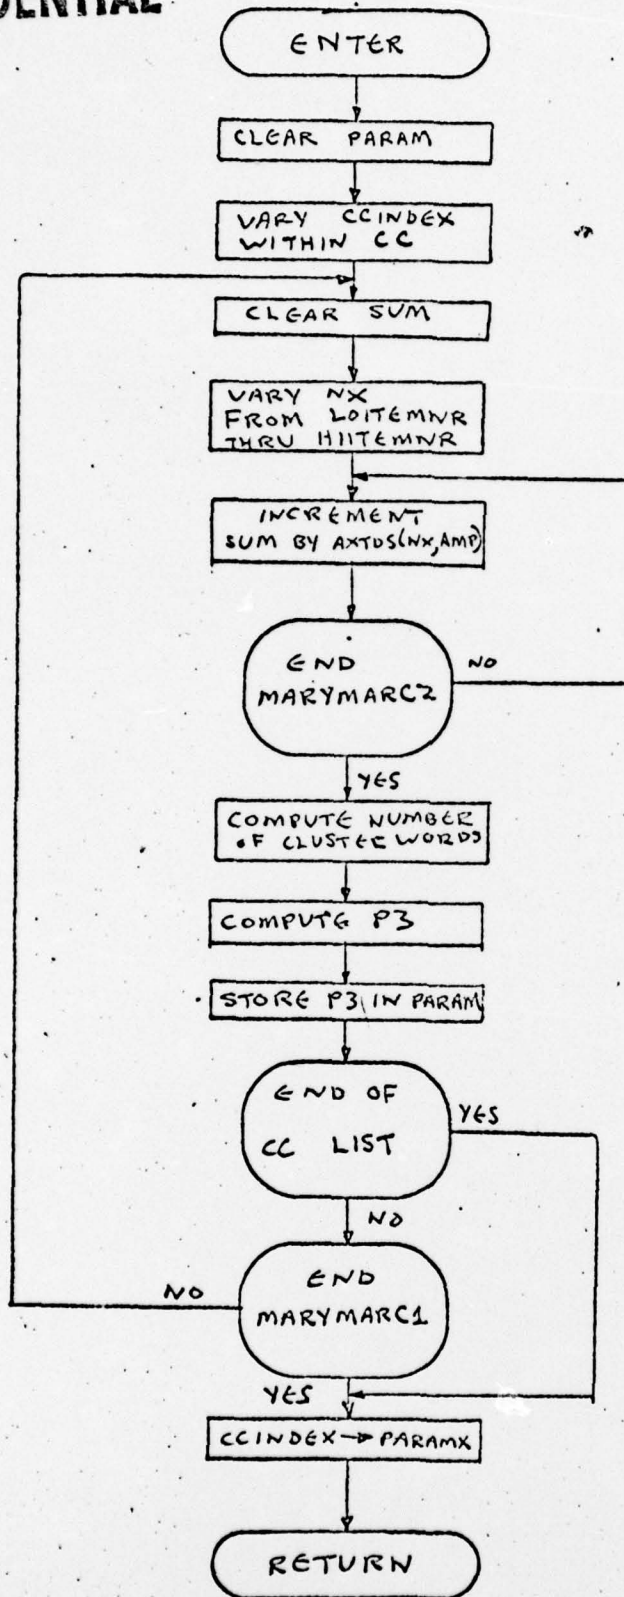 ENTER
CLEAR PARAM
VARY CCINDEX
WITHIN CC
CLEAR SUM
VARY NX
FROM LOITEMNR
THRU HIITEMNR
INCREMENT
SUM BY AXTDS(NX,AMP)
END
MARYMARC2
NO
YES
COMPUTE NUMBER
OF CLUSTER WORDS
COMPUTE P3
STORE P3 IN PARAM
END OF
CC LIST
YES
NO
END
MARYMARC1
NO
YES
CCINDEX→PARAMX
RETURN